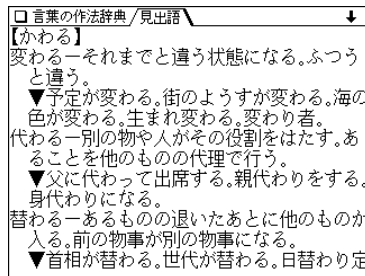 言葉の作法辞典/見出語
【かわる】
変わる―それまでと違う状態になる。ふつう
と違う。
▼予定が変わる。街のようすが変わる。海の
色が変わる。生まれ変わる。変わり者。
代わる―別の物や人がその役割をはたす。あ
ることを他のものの代理で行う。
▼父に代わって出席する。親代わりをする。
身代わりになる。
替わる―あるものの退いたあとに他のものが
入る。前の物事が別の物事になる。
▼首相が替わる。世代が替わる。日替わり定